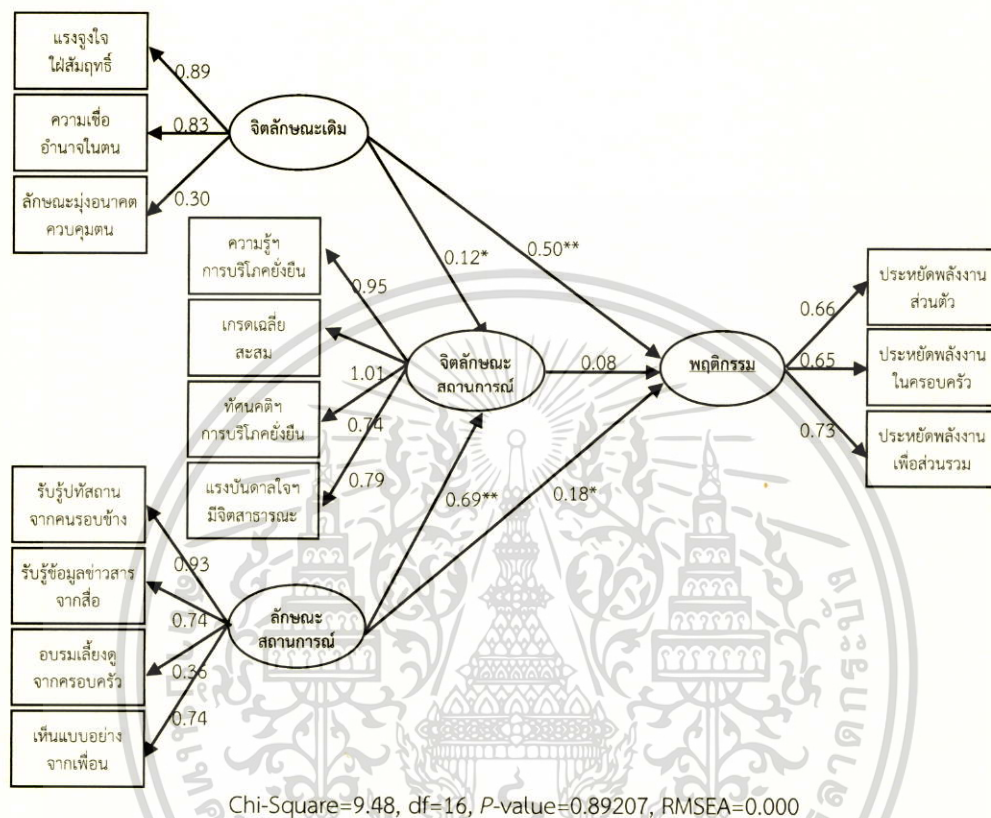 แรงจูงใจ
ใฝ่สัมฤทธิ์
0.89
ความเชื่อ
อำนาจในตน
0.83
ลักษณะมุ่งอนาคต
ควบคุมตน
0.30
จิตลักษณะเดิม
0.12*
0.50**
ความรู้ฯ
การบริโภคยั่งยืน
0.95
เกรดเฉลี่ย
สะสม
1.01
ทัศนคติฯ
การบริโภคยั่งยืน
0.74
แรงบันดาลใจฯ
มีจิตสาธารณะ
0.79
จิตลักษณะ
สถานการณ์
0.08
พฤติกรรม
ประหยัดพลังงาน
ส่วนตัว
0.66
ประหยัดพลังงาน
ในครอบครัว
0.65
ประหยัดพลังงาน
เพื่อส่วนรวม
0.73
0.69**
0.18*
รับรู้ปทัสถาน
จากคนรอบข้าง
0.93
รับรู้ข้อมูลข่าวสาร
จากสื่อ
0.74
อบรมเลี้ยงดู
จากครอบครัว
0.36
เห็นแบบอย่าง
จากเพื่อน
0.74
ลักษณะ
สถานการณ์
Chi-Square=9.48, df=16, P-value=0.89207, RMSEA=0.000